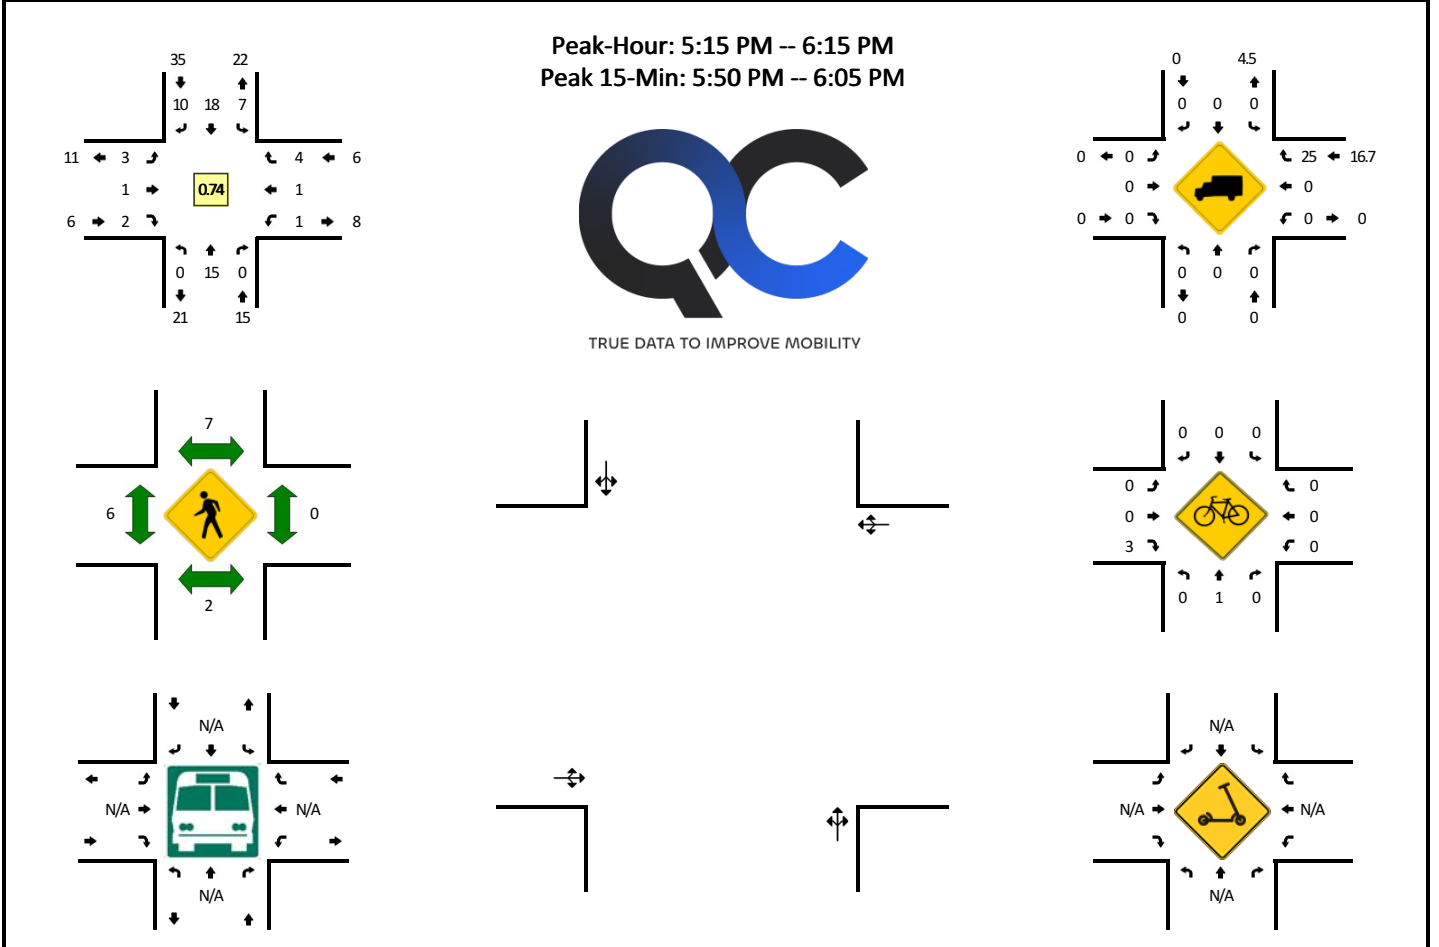 Peak-Hour: 5:15 PM -- 6:15 PM
Peak 15-Min: 5:50 PM -- 6:05 PM
35 22
10 18 7
11 3 4 6
1 0.74 1
6 2 1 8
0 15 0
21 15
TRUE DATA TO IMPROVE MOBILITY
0 4.5
0 0 0
0 0 25 16.7
0 0
0 0 0 0
0 0 0
0 0
7
6 0
2
0 0 0
0 0
0 0
3 0
0 1 0
N/A
N/A N/A
N/A
N/A
N/A N/A
N/A